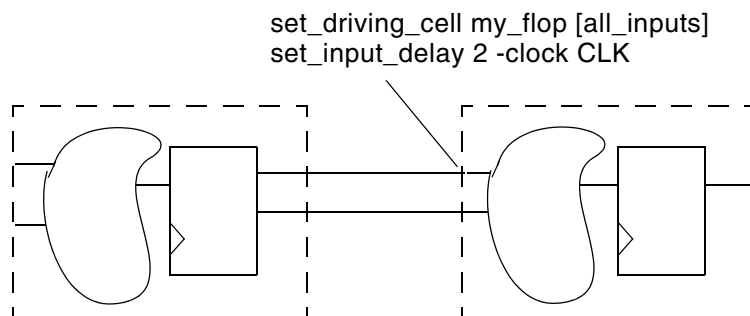 set_driving_cell my_flop [all_inputs]
set_input_delay 2 -clock CLK